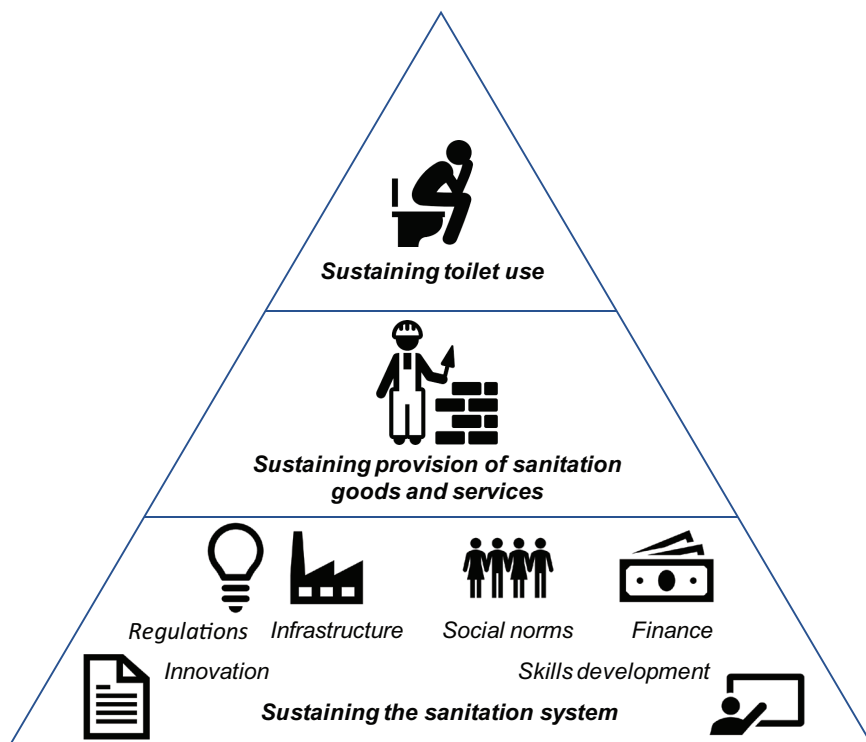 Sustaining toilet use
Sustaining provision of sanitation
goods and services
Regulations Infrastructure Social norms Finance
Innovation Skills development
Sustaining the sanitation system